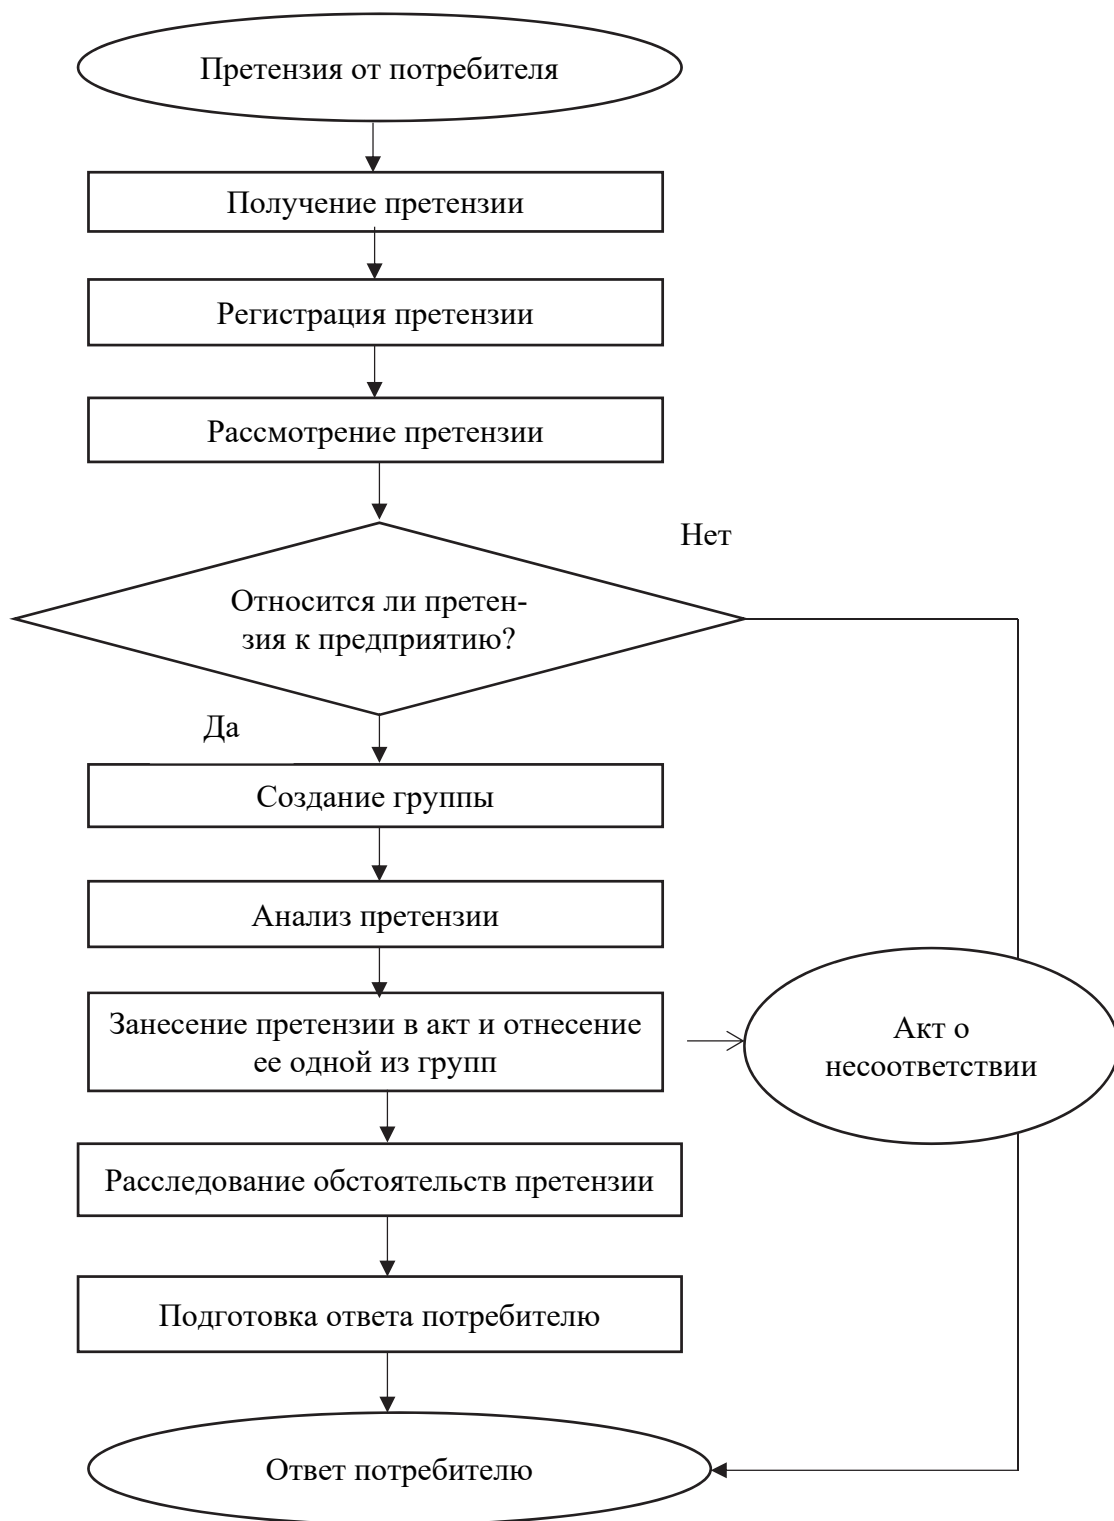 Претензия от потребителя
Получение претензии
Регистрация претензии
Рассмотрение претензии
Нет
Относится ли претен-
зия к предприятию?
Да
Создание группы
Анализ претензии
Занесение претензии в акт и отнесение
ее одной из групп
Акт о
несоответствии
Расследование обстоятельств претензии
Подготовка ответа потребителю
Ответ потребителю